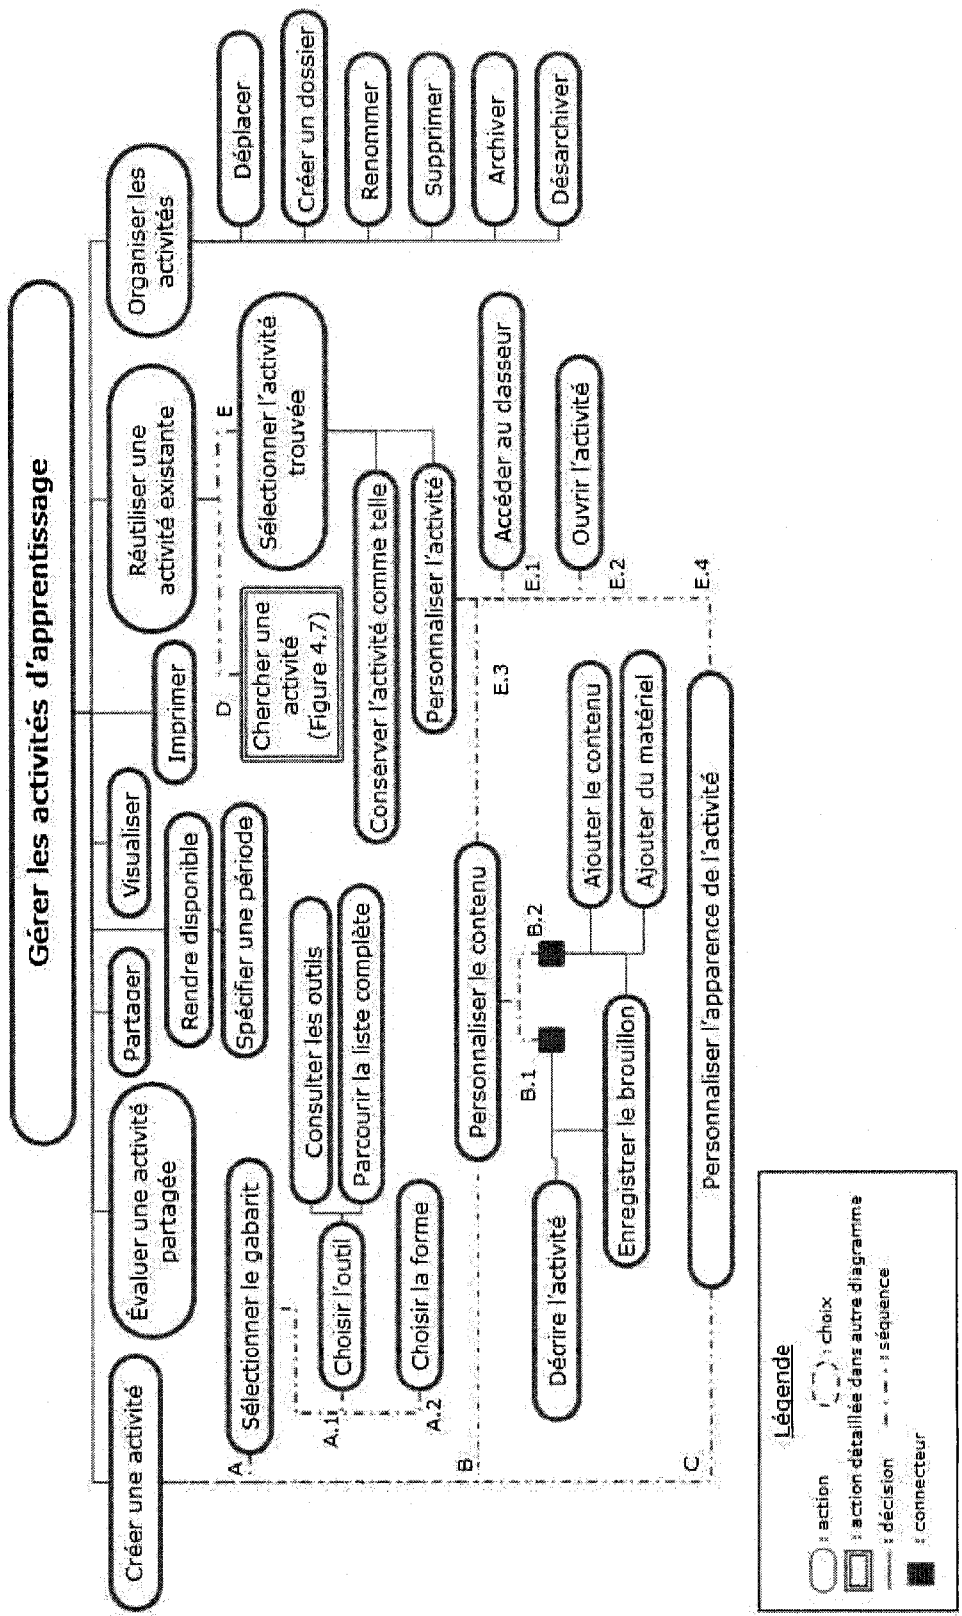 Gérer les activités d'apprentissage
Créer une activité
Évaluer une activité
partagée
Partager
Visualiser
Imprimer
Réutiliser une
activité existante
Organiser les
activités
Rendre disponible
Spécifier une période
A
Sélectionner le gabarit
A.1
Choisir l'outil
Consulter les outils
Parcourir la liste complète
A.2
Choisir la forme
D
Chercher une
activité
(Figure 4.7)
E
Sélectionner l'activité
trouvée
Conserver l'activité comme telle
Personnaliser l'activité
Déplacer
Créer un dossier
Renommer
Supprimer
Archiver
Désarchiver
B
Personnaliser le contenu
E.3
E.1
Accéder au classeur
E.2
Ouvrir l'activité
E.4
B.1
B.2
Décrire l'activité
Enregistrer le brouillon
Ajouter le contenu
Ajouter du matériel
C
Personnaliser l'apparence de l'activité
Légende
: action
: choix
: action détaillée dans autre diagramme
: décision
: séquence
: connecteur